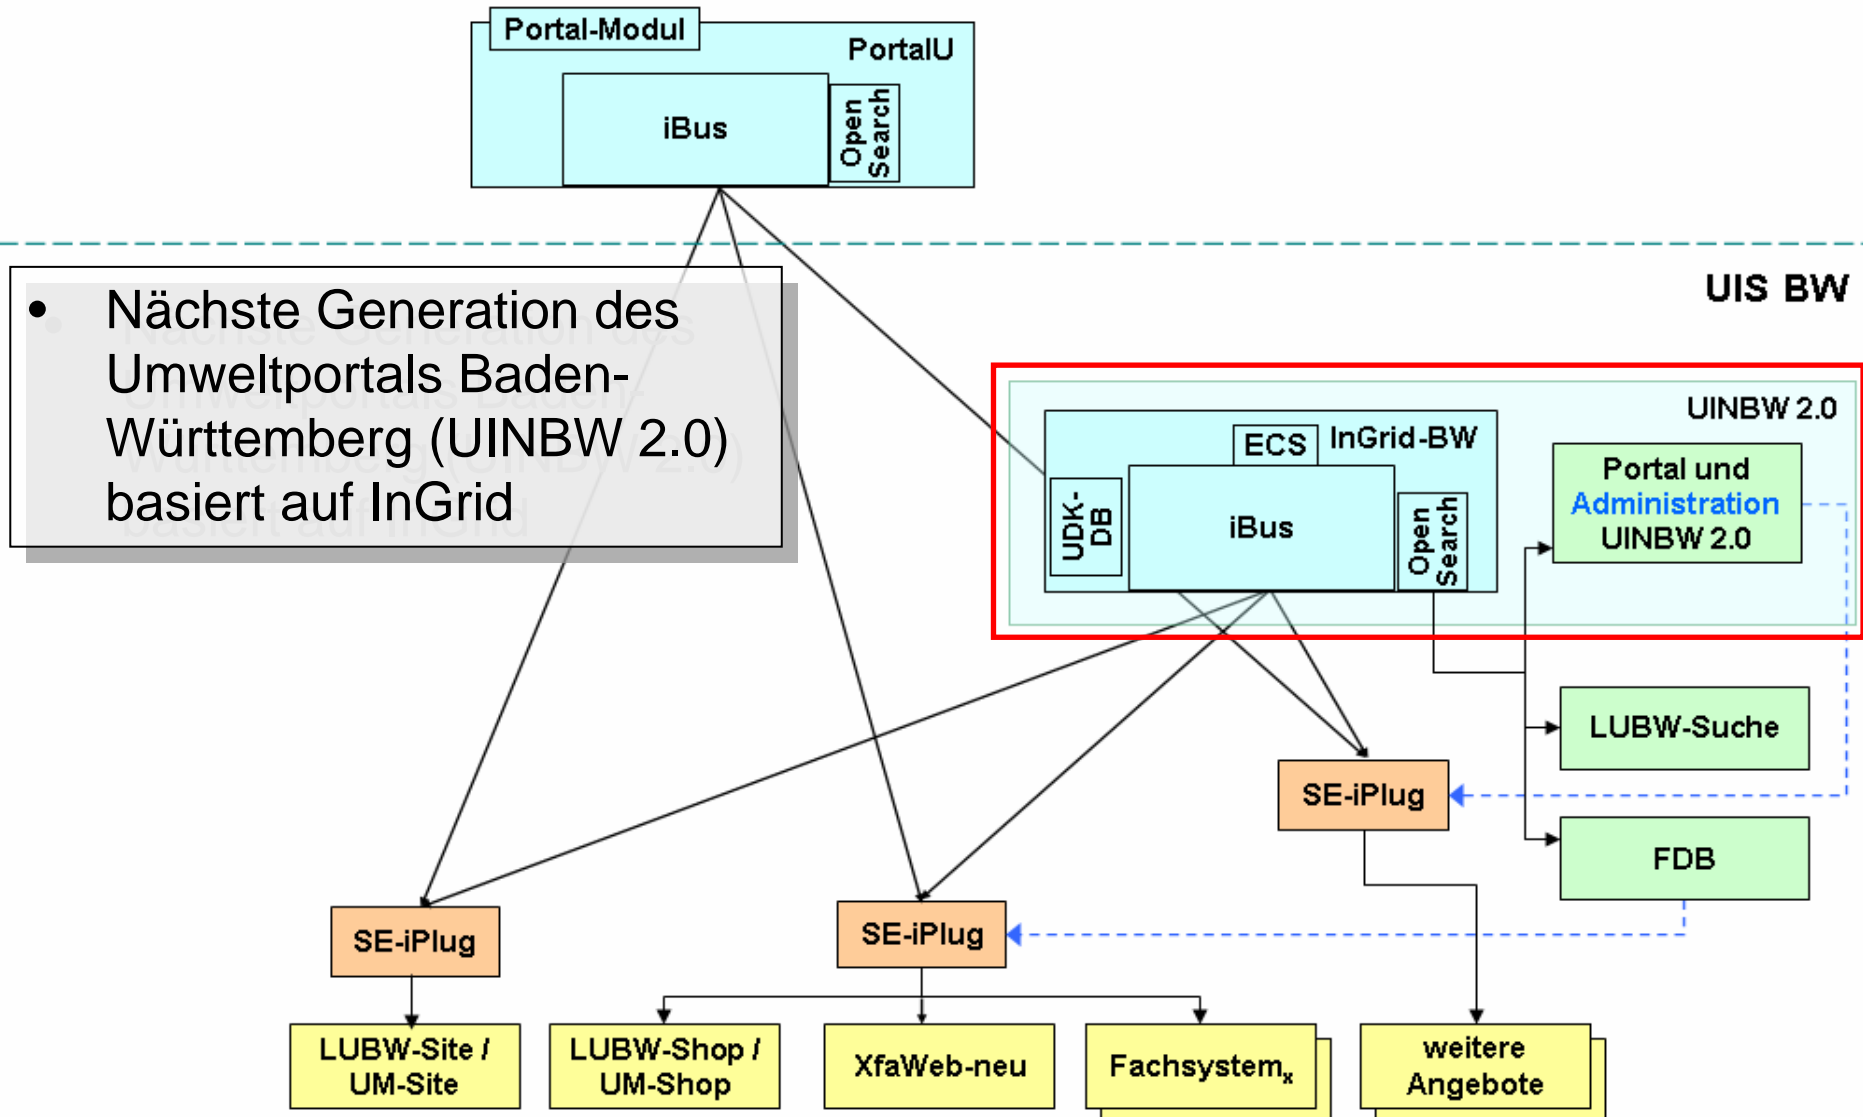 Portal-Modul
PortalU
iBus
Open
Search
UIS BW
• Nächste Generation des
Umweltportals Baden-
Württemberg (UINBW 2.0)
basiert auf InGrid
UINBW 2.0
ECS
InGrid-BW
UDK-
DB
iBus
Open
Search
Portal und
Administration
UINBW 2.0
LUBW-Suche
SE-iPlug
FDB
SE-iPlug
SE-iPlug
LUBW-Site /
UM-Site
LUBW-Shop /
UM-Shop
XfaWeb-neu
Fachsystemₓ
weitere
Angebote